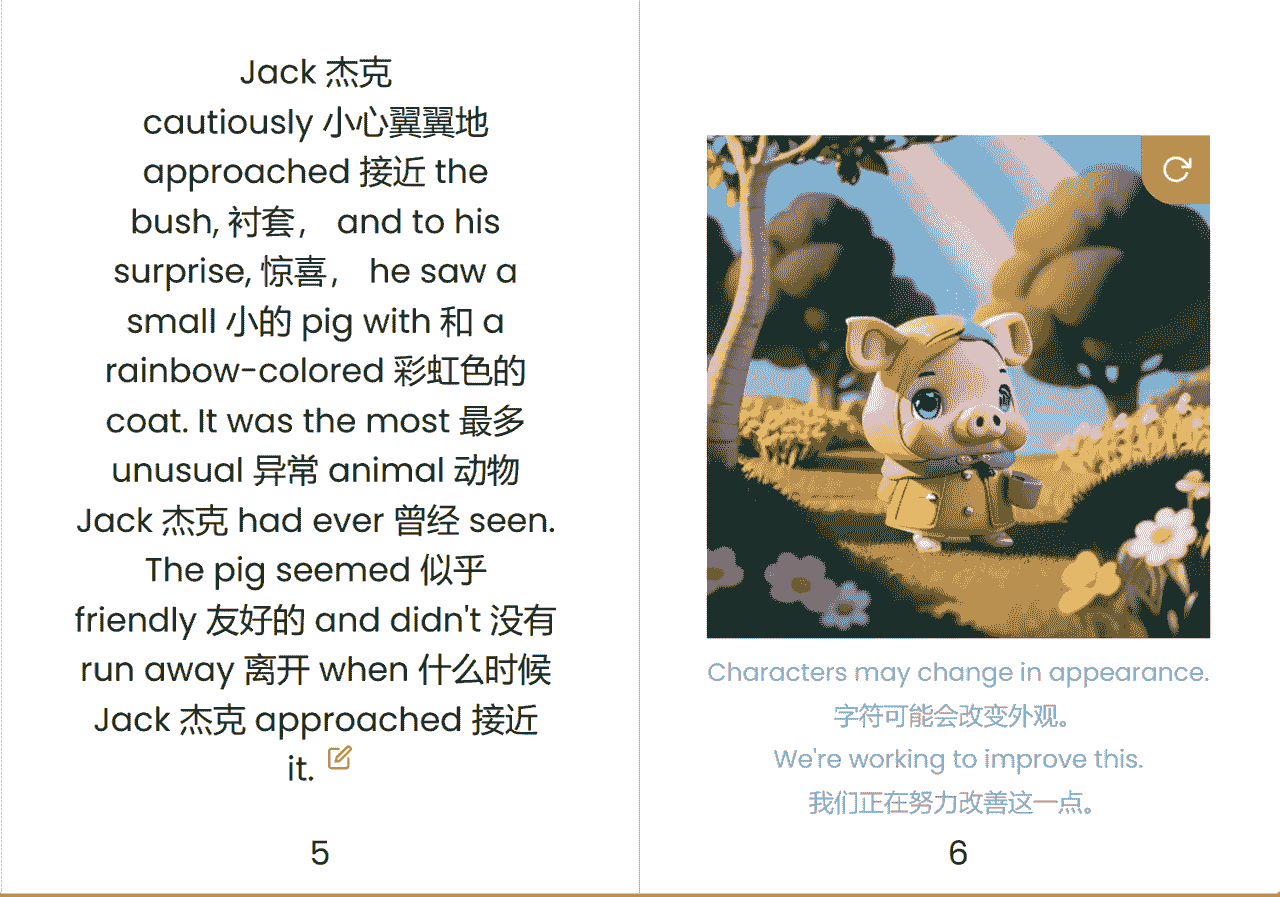 Jack 杰克
cautiously 小心翼翼地
approached 接近 the
bush, 衬套， and to his
surprise, 惊喜， he saw a
small 小的 pig with 和 a
rainbow-colored 彩虹色的
coat. It was the most 最多
unusual 异常 animal 动物
Jack 杰克 had ever 曾经 seen.
The pig seemed 似乎
friendly 友好的 and didn't 没有
run away 离开 when 什么时候
Jack 杰克 approached 接近
it.
5
Characters may change in appearance.
字符可能会改变外观。
We're working to improve this.
我们正在努力改善这一点。
6